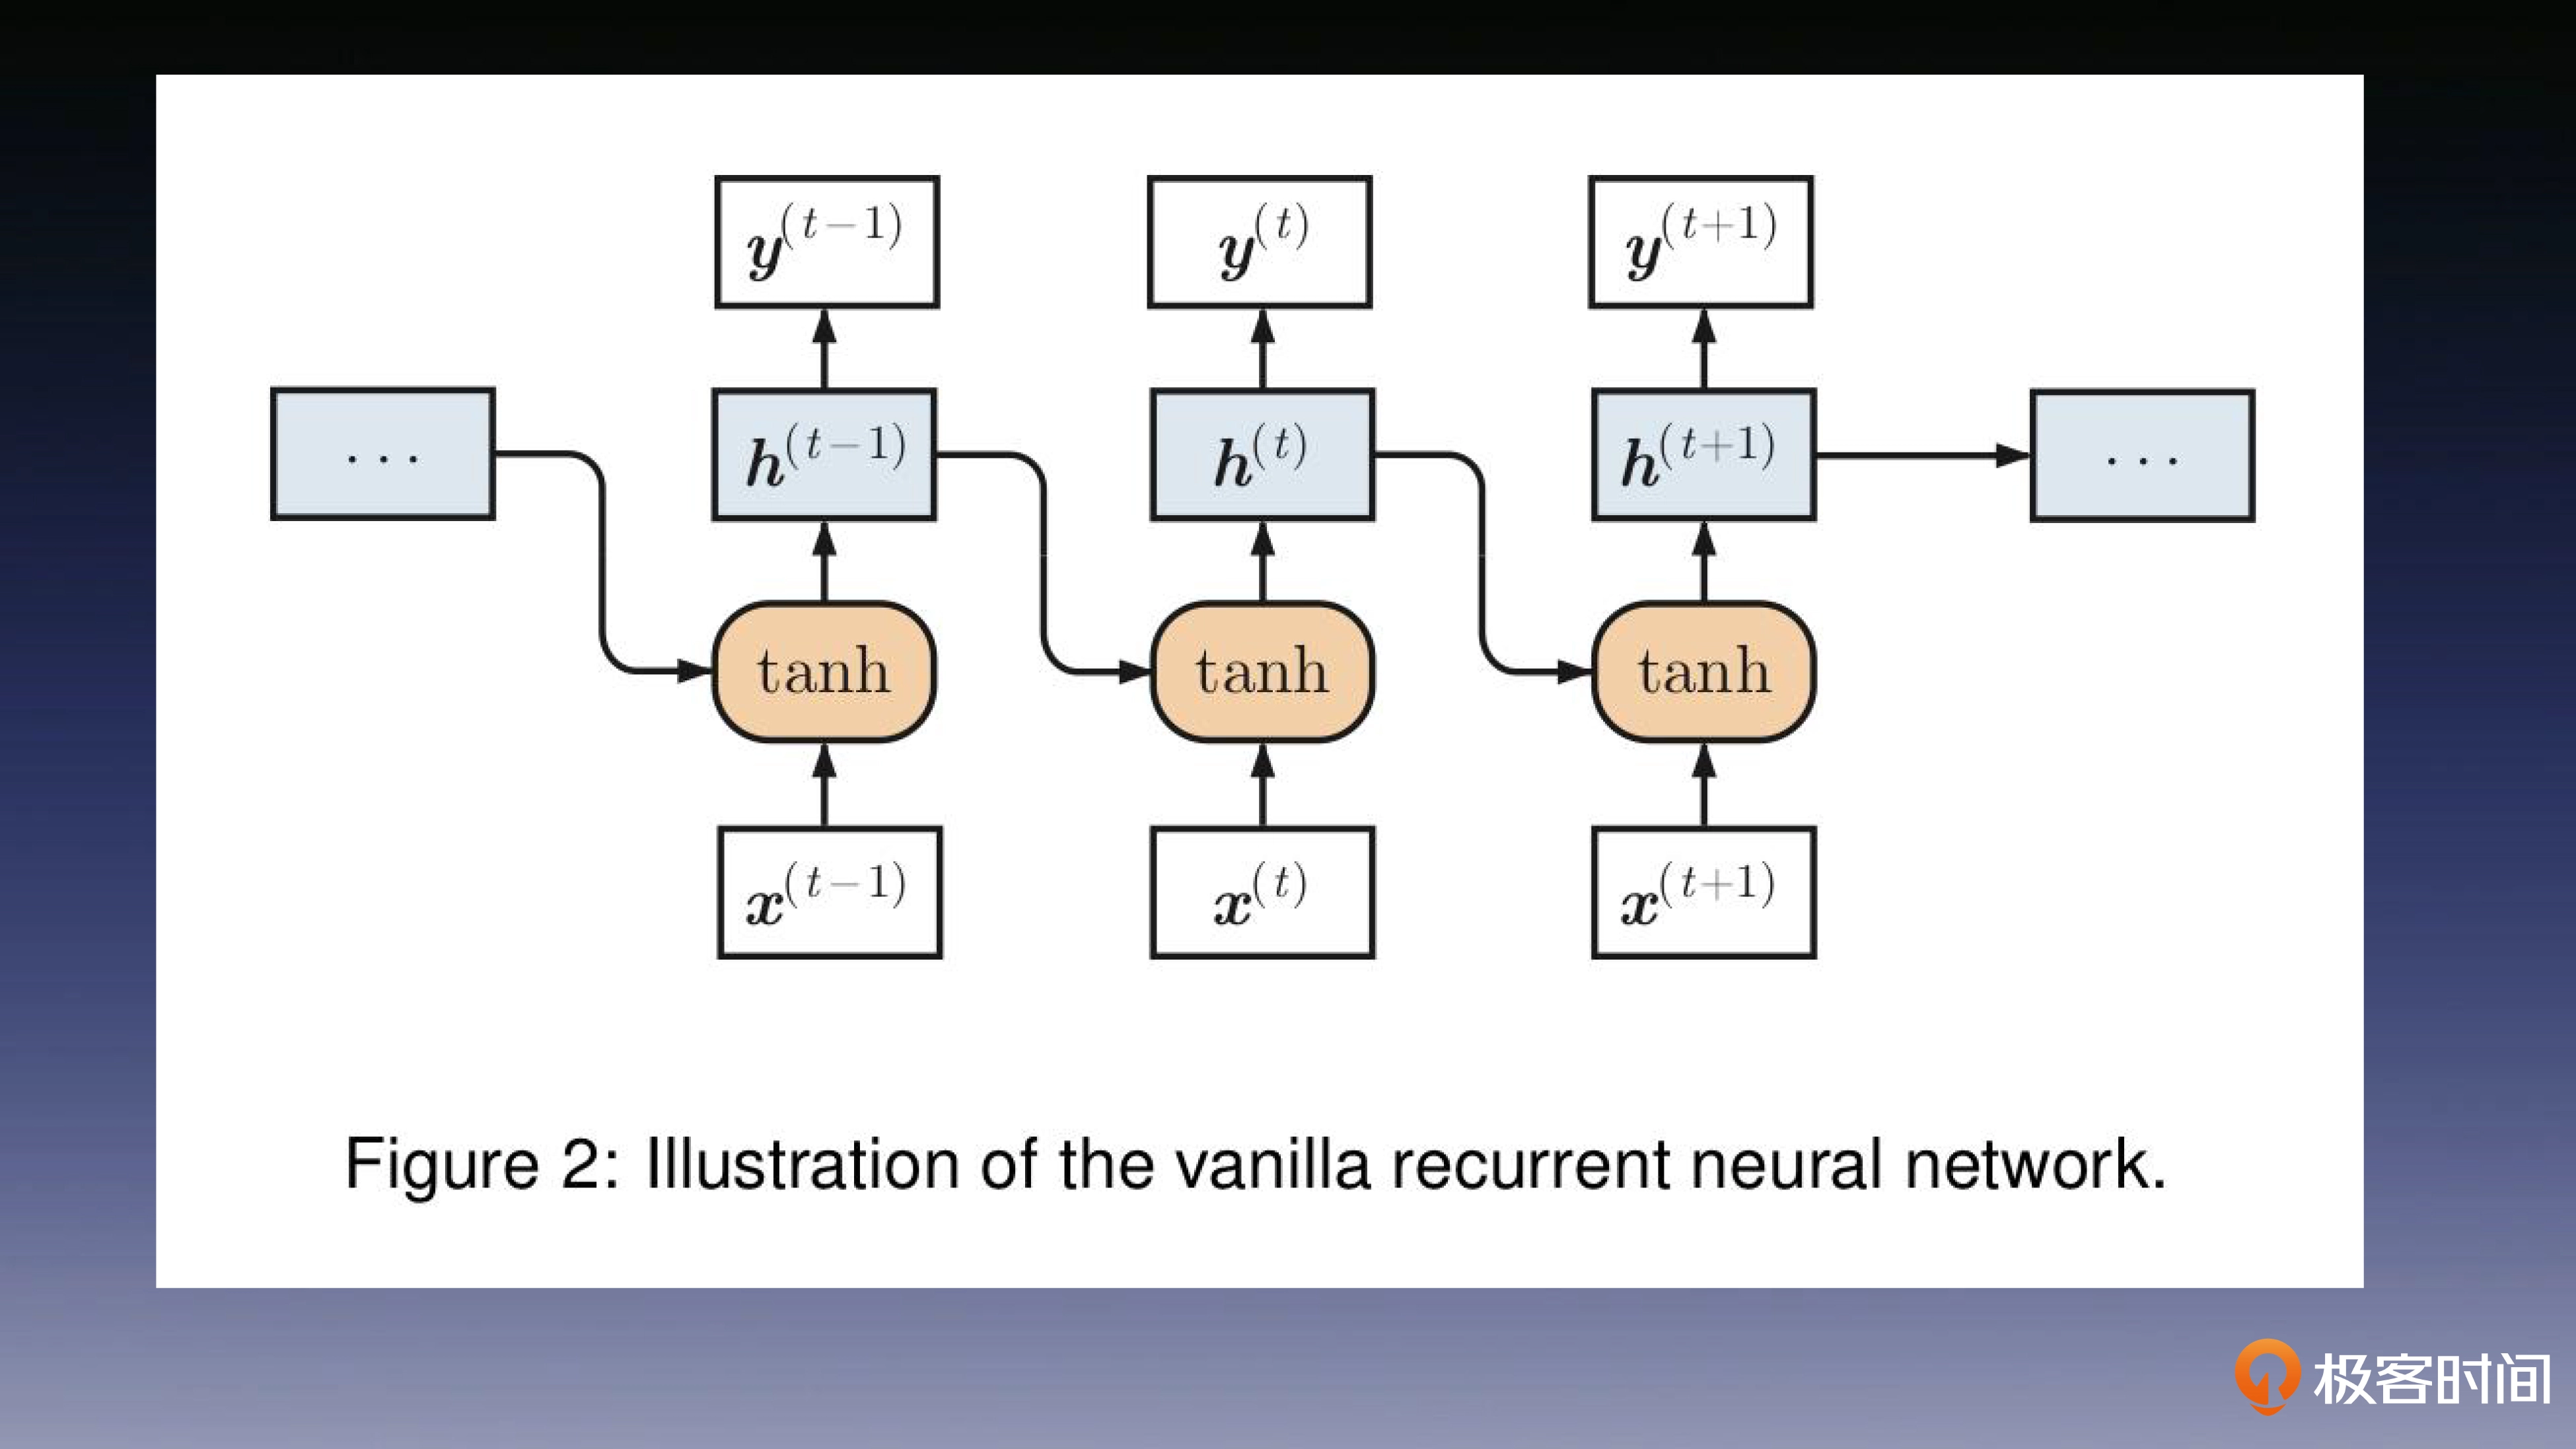 y^(t−1) y^(t) y^(t+1)
··· h^(t−1) h^(t) h^(t+1) ···
tanh tanh tanh
x^(t−1) x^(t) x^(t+1)
Figure 2: Illustration of the vanilla recurrent neural network.
极客时间